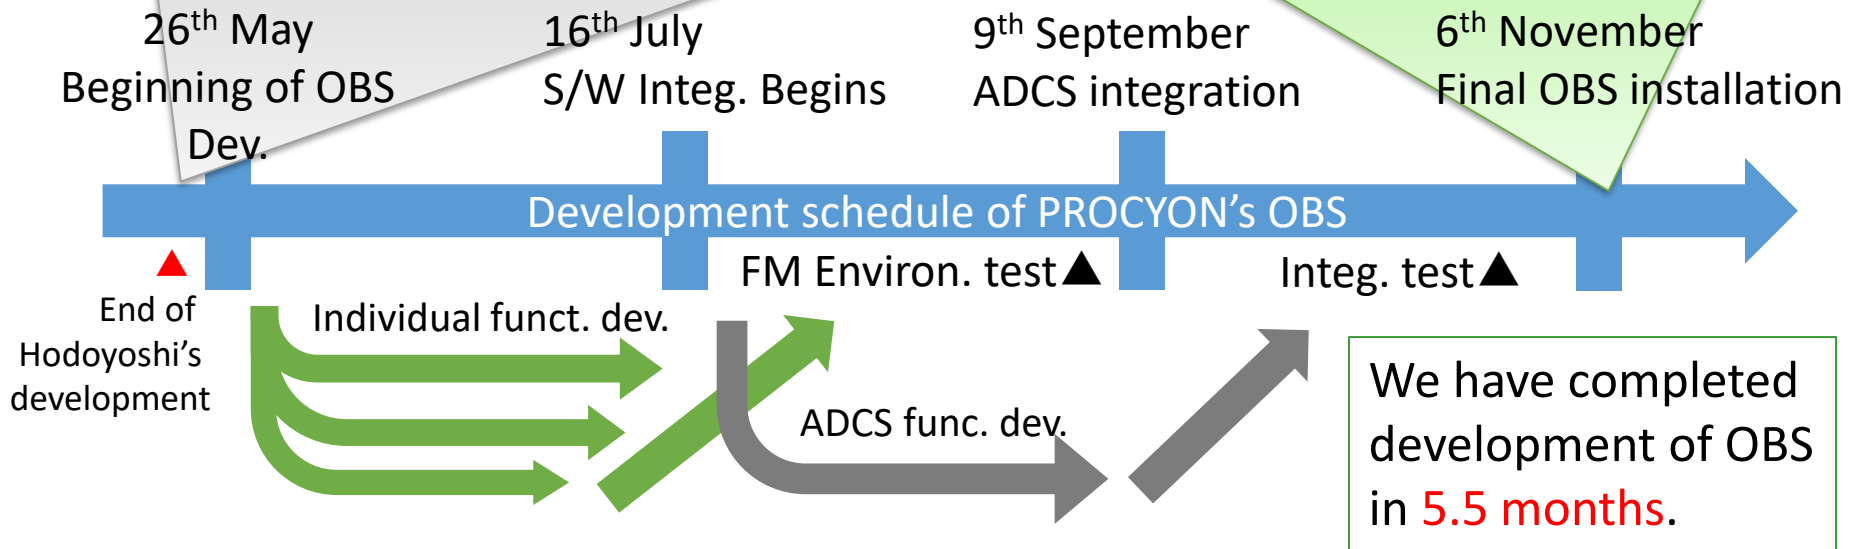 26th May
Beginning of OBS
Dev.
16th July
S/W Integ. Begins
9th September
ADCS integration
6th November
Final OBS installation
Development schedule of PROCYON's OBS
FM Environ. test▲
Integ. test▲
End of
Hodoyoshi's
development
Individual funct. dev.
ADCS func. dev.
We have completed
development of OBS
in 5.5 months.